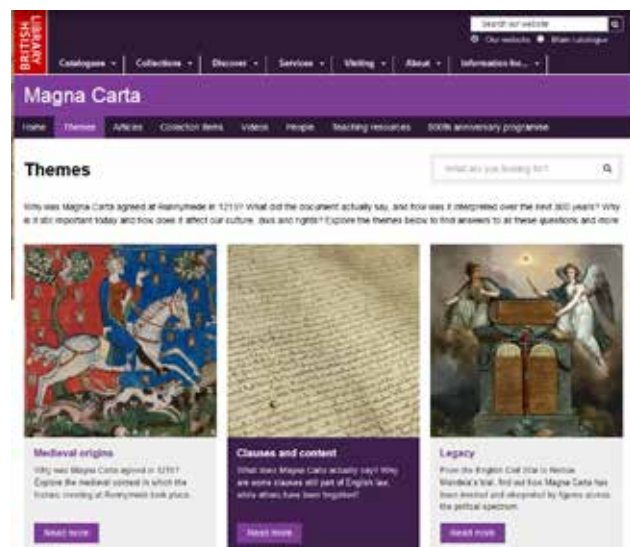 BRITISH
LIBRARY
Search our website
Our website Main catalogue
Catalogues Collections Discover Services Visiting About Information for...
Magna Carta
Home Themes Articles Collection items Videos People Teaching resources 800th anniversary programme
Themes
What are you looking for?
Why was Magna Carta agreed at Runnymede in 1215? What did the document actually say, and how was it interpreted over the next 800 years? Why
is it still important today and how does it affect our culture, laws and rights? Explore the themes below to find answers to all these questions and more
Medieval origins
Why was Magna Carta agreed in 1215?
Explore the medieval context in which the
historic meeting at Runnymede took place.
Read more
Clauses and content
What does Magna Carta actually say? Why
are some clauses still part of English law,
while others have been forgotten?
Read more
Legacy
From the English Civil War to Nelson
Mandela's trial, find out how Magna Carta has
been invoked and interpreted by figures across
the political spectrum.
Read more